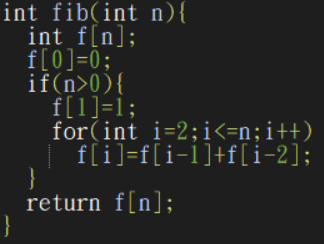 int fib(int n){
int f[n];
f[0]=0;
if(n>0){
f[1]=1;
for(int i=2;i<=n;i++)
f[i]=f[i-1]+f[i-2];
}
return f[n];
}